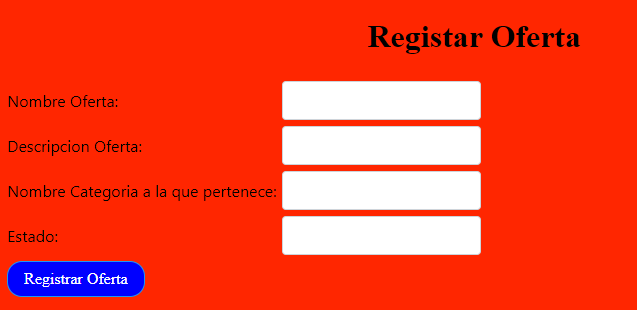 Registar Oferta
Nombre Oferta:
Descripcion Oferta:
Nombre Categoria a la que pertenece:
Estado:
Registrar Oferta